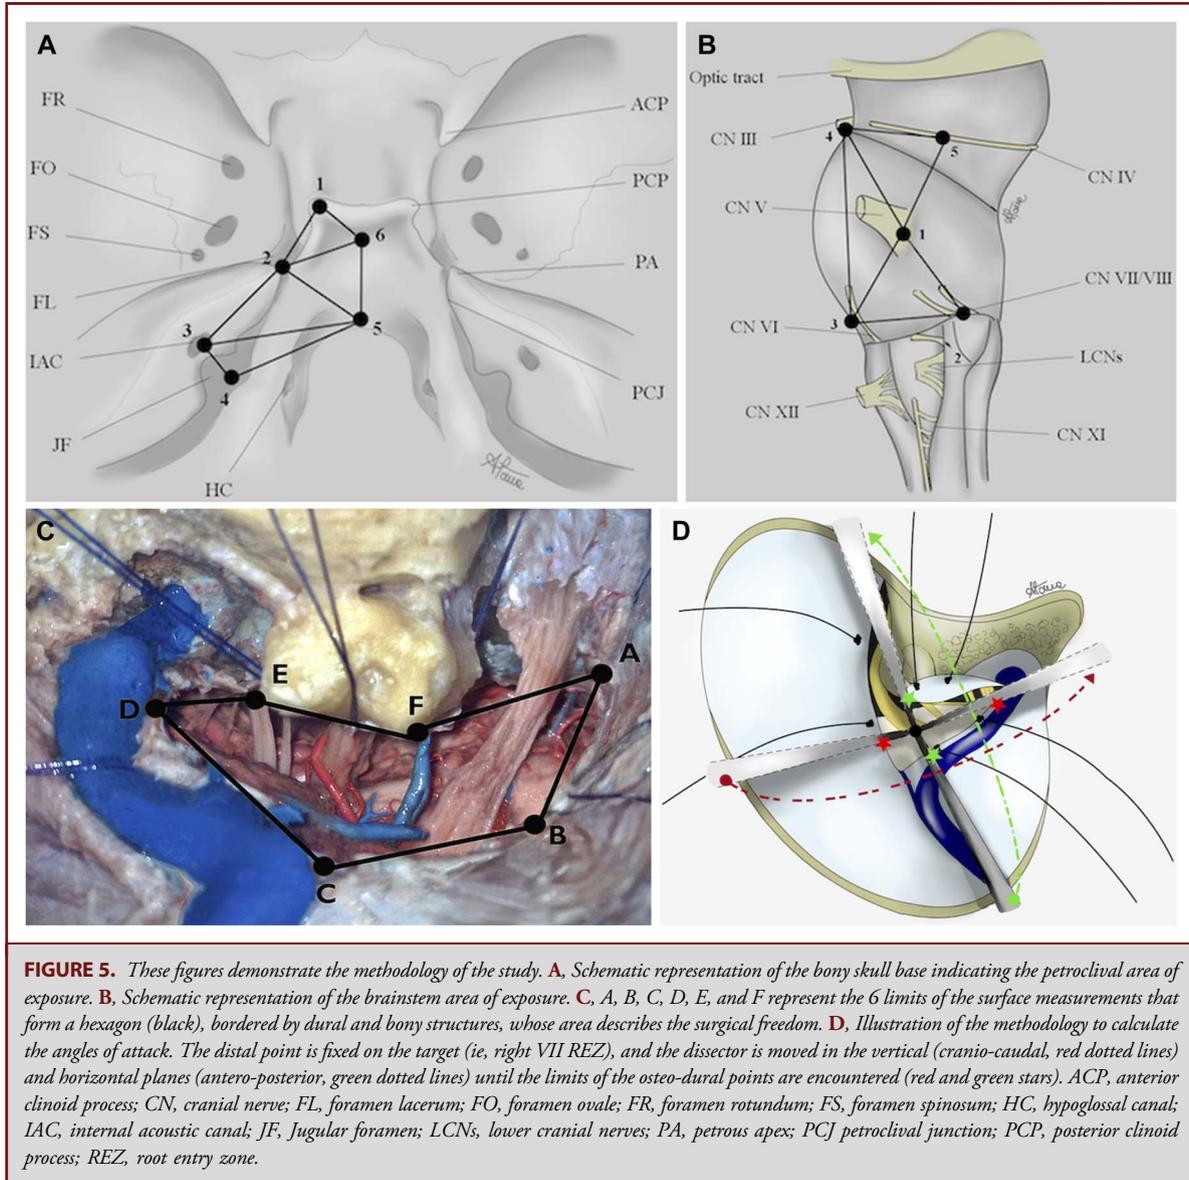 A
FR
FO
FS
FL
IAC
JF
HC
ACP
PCP
PA
PCJ
1
2
3
4
5
6
B
Optic tract
CN III
CN V
CN VI
CN XII
CN IV
CN VII/VIII
LCNs
CN XI
4
5
1
3
2
C
A
B
C
D
E
F
D
FIGURE 5. These figures demonstrate the methodology of the study. A, Schematic representation of the bony skull base indicating the petroclival area of
exposure. B, Schematic representation of the brainstem area of exposure. C, A, B, C, D, E, and F represent the 6 limits of the surface measurements that
form a hexagon (black), bordered by dural and bony structures, whose area describes the surgical freedom. D, Illustration of the methodology to calculate
the angles of attack. The distal point is fixed on the target (ie, right VII REZ), and the dissector is moved in the vertical (cranio-caudal, red dotted lines)
and horizontal planes (antero-posterior, green dotted lines) until the limits of the osteo-dural points are encountered (red and green stars). ACP, anterior
clinoid process; CN, cranial nerve; FL, foramen lacerum; FO, foramen ovale; FR, foramen rotundum; FS, foramen spinosum; HC, hypoglossal canal;
IAC, internal acoustic canal; JF, Jugular foramen; LCNs, lower cranial nerves; PA, petrous apex; PCJ petroclival junction; PCP, posterior clinoid
process; REZ, root entry zone.